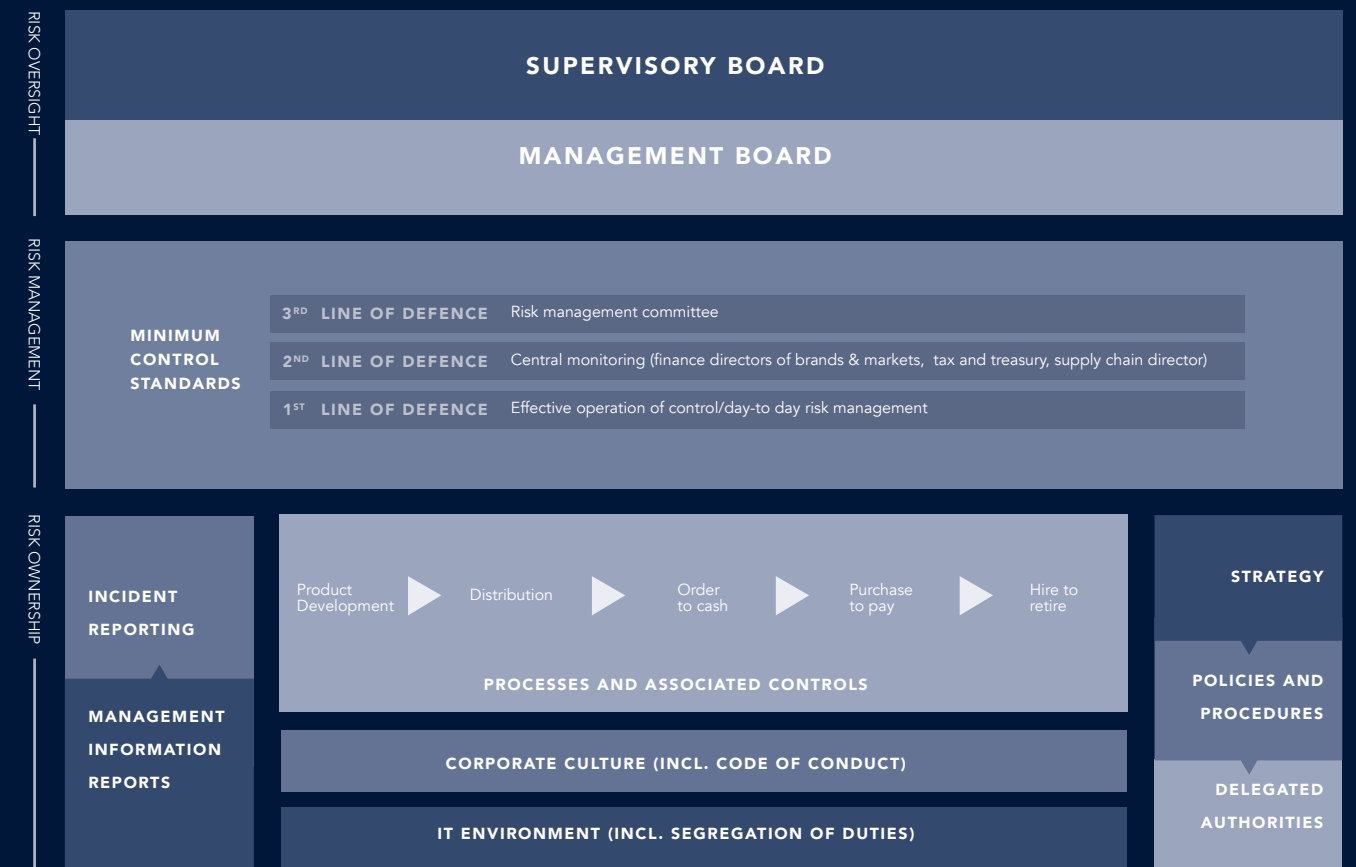 RISK OVERSIGHT
SUPERVISORY BOARD
MANAGEMENT BOARD
RISK MANAGEMENT
MINIMUM
CONTROL
STANDARDS
3RD LINE OF DEFENCE Risk management committee
2ND LINE OF DEFENCE Central monitoring (finance directors of brands & markets, tax and treasury, supply chain director)
1ST LINE OF DEFENCE Effective operation of control/day-to day risk management
RISK OWNERSHIP
INCIDENT
REPORTING
MANAGEMENT
INFORMATION
REPORTS
Product
Development
Distribution
Order
to cash
Purchase
to pay
Hire to
retire
PROCESSES AND ASSOCIATED CONTROLS
CORPORATE CULTURE (INCL. CODE OF CONDUCT)
IT ENVIRONMENT (INCL. SEGREGATION OF DUTIES)
STRATEGY
POLICIES AND
PROCEDURES
DELEGATED
AUTHORITIES